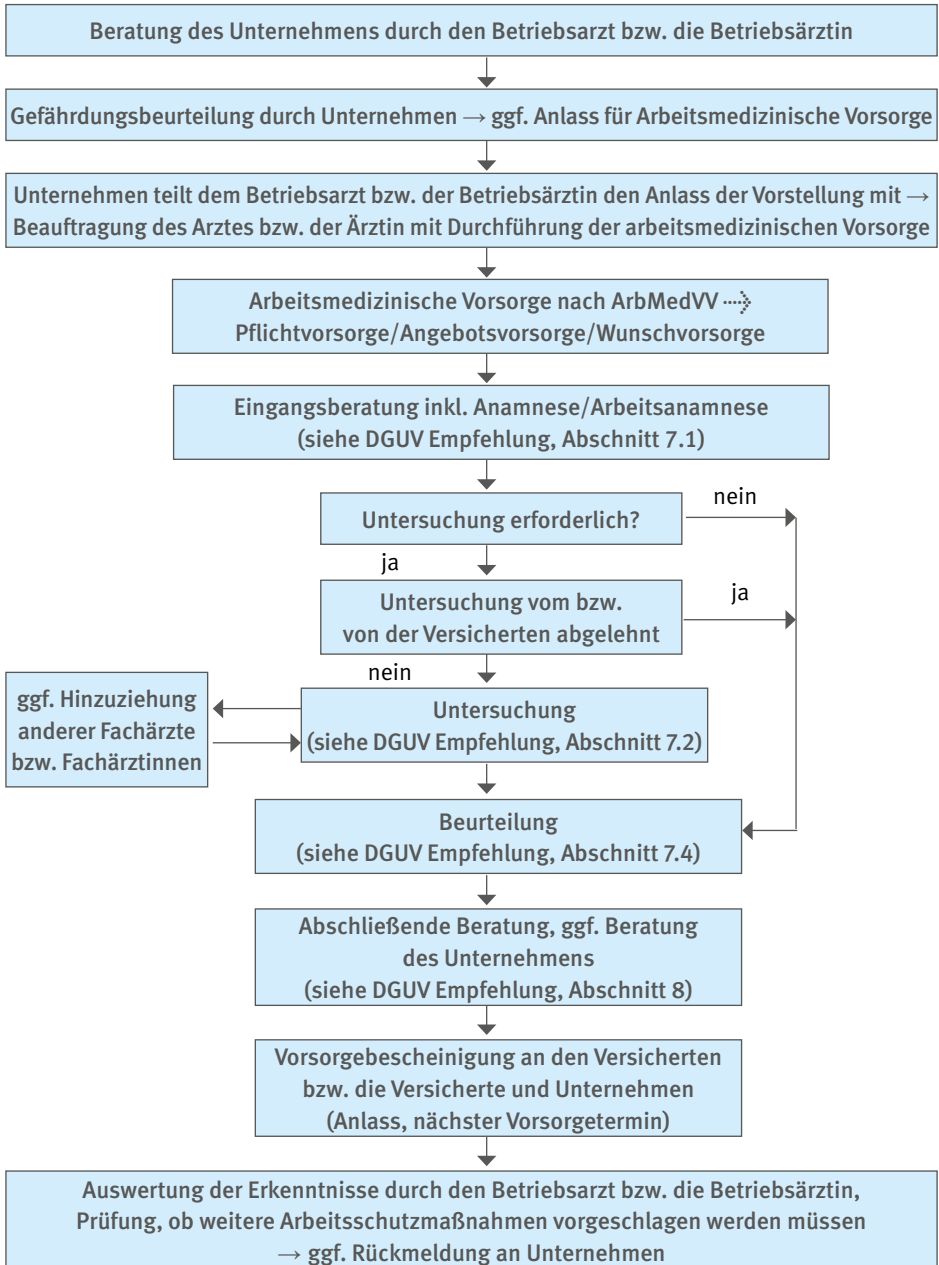 Beratung des Unternehmens durch den Betriebsarzt bzw. die Betriebsärztin
Gefährdungsbeurteilung durch Unternehmen → ggf. Anlass für Arbeitsmedizinische Vorsorge
Unternehmen teilt dem Betriebsarzt bzw. der Betriebsärztin den Anlass der Vorstellung mit →
Beauftragung des Arztes bzw. der Ärztin mit Durchführung der arbeitsmedizinischen Vorsorge
Arbeitsmedizinische Vorsorge nach ArbMedVV ⤑
Pflichtvorsorge/Angebotsvorsorge/Wunschvorsorge
Eingangsberatung inkl. Anamnese/Arbeitsanamnese
(siehe DGUV Empfehlung, Abschnitt 7.1)
Untersuchung erforderlich?
nein
ja
Untersuchung vom bzw.
von der Versicherten abgelehnt
ja
nein
ggf. Hinzuziehung
anderer Fachärzte
bzw. Fachärztinnen
Untersuchung
(siehe DGUV Empfehlung, Abschnitt 7.2)
Beurteilung
(siehe DGUV Empfehlung, Abschnitt 7.4)
Abschließende Beratung, ggf. Beratung
des Unternehmens
(siehe DGUV Empfehlung, Abschnitt 8)
Vorsorgebescheinigung an den Versicherten
bzw. die Versicherte und Unternehmen
(Anlass, nächster Vorsorgetermin)
Auswertung der Erkenntnisse durch den Betriebsarzt bzw. die Betriebsärztin,
Prüfung, ob weitere Arbeitsschutzmaßnahmen vorgeschlagen werden müssen
→ ggf. Rückmeldung an Unternehmen